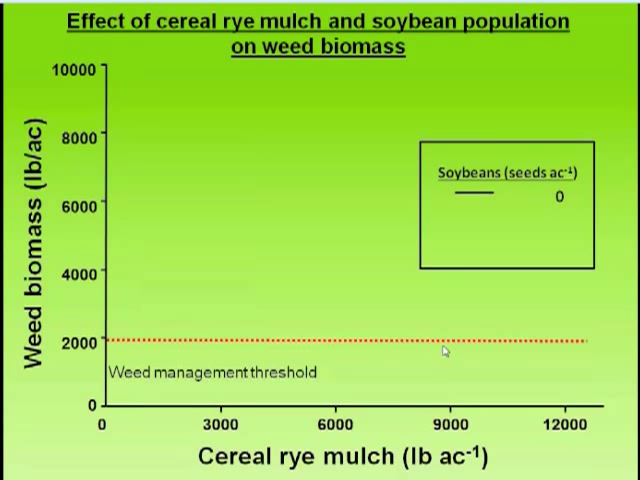 Effect of cereal rye mulch and soybean population
on weed biomass
Weed biomass (lb/ac)
10000
8000
6000
4000
2000
0
Soybeans (seeds ac⁻¹)
0
Weed management threshold
0 3000 6000 9000 12000
Cereal rye mulch (lb ac⁻¹)